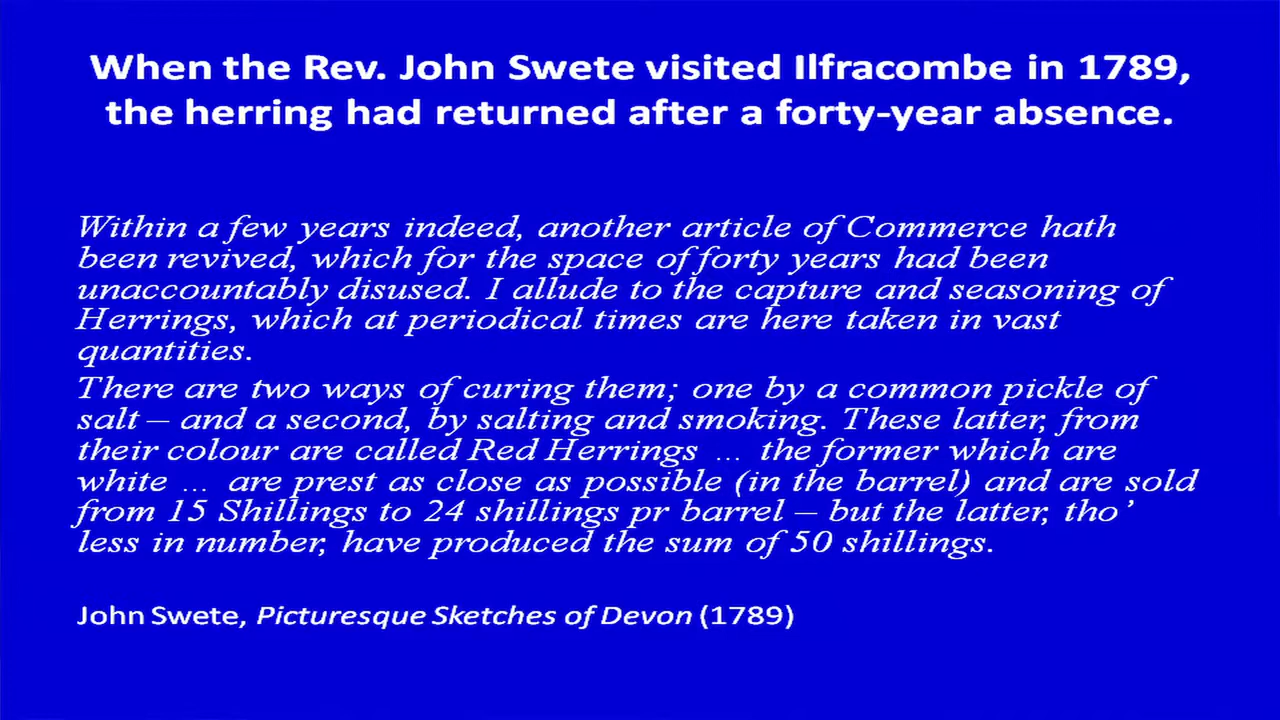 When the Rev. John Swete visited Ilfracombe in 1789,
the herring had returned after a forty-year absence.
Within a few years indeed, another article of Commerce hath
been revived, which for the space of forty years had been
unaccountably disused. I allude to the capture and seasoning of
Herrings, which at periodical times are here taken in vast
quantities.
There are two ways of curing them; one by a common pickle of
salt – and a second, by salting and smoking. These latter, from
their colour are called Red Herrings ... the former which are
white ... are prest as close as possible (in the barrel) and are sold
from 15 Shillings to 24 shillings pr barrel – but the latter, tho'
less in number, have produced the sum of 50 shillings.
John Swete, Picturesque Sketches of Devon (1789)